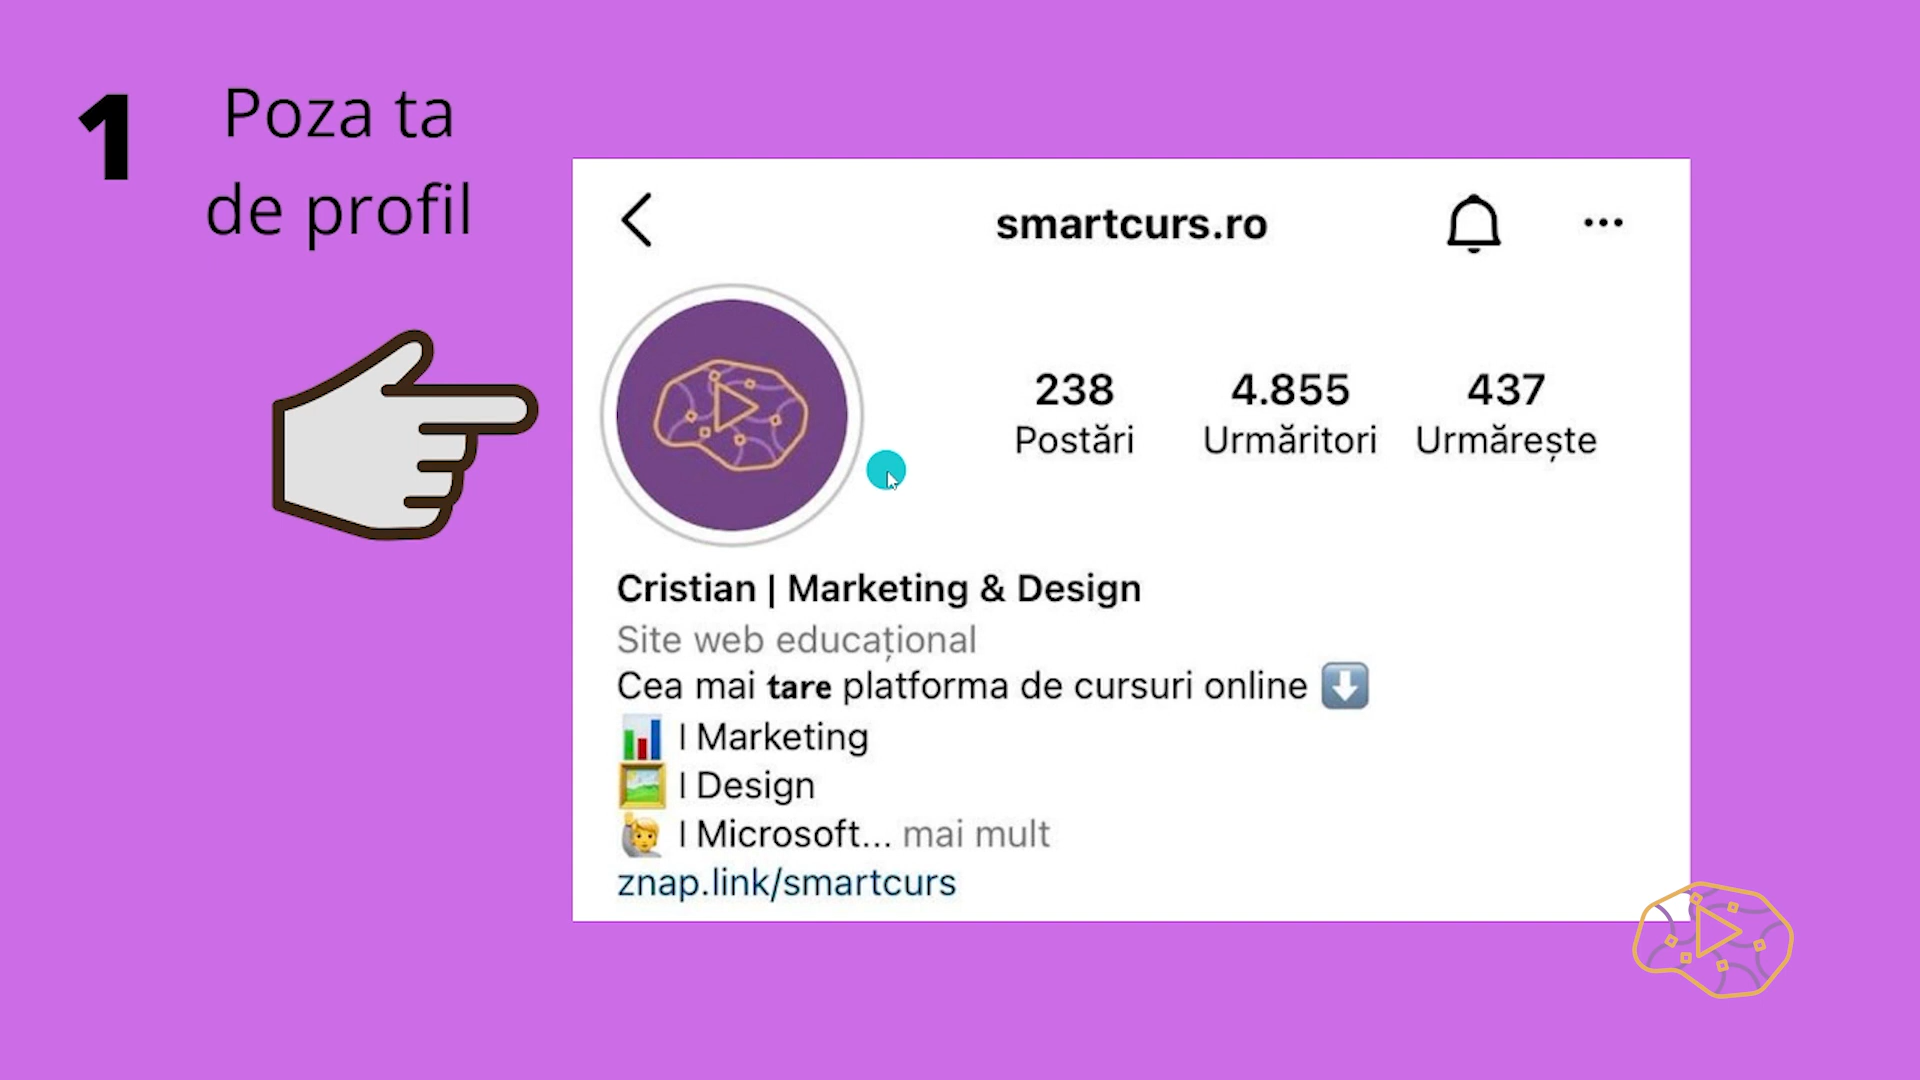 1
Poza ta
de profil
smartcurs.ro
238
Postări
4.855
Urmăritori
437
Urmărește
Cristian | Marketing & Design
Site web educațional
Cea mai tare platforma de cursuri online
| Marketing
| Design
| Microsoft... mai mult
znap.link/smartcurs